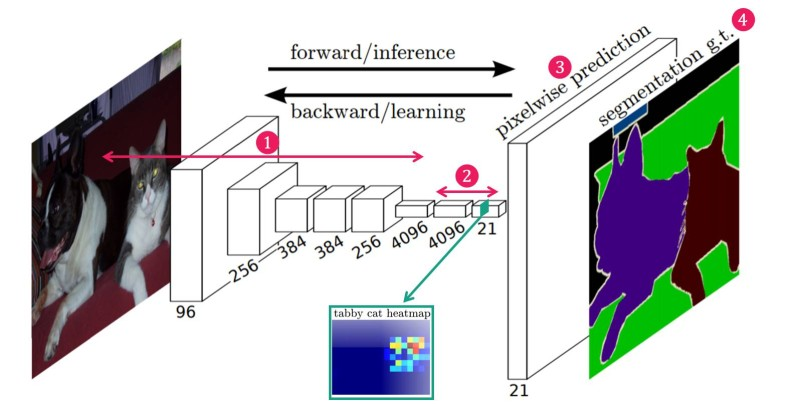 4
forward/inference
3
pixelwise prediction
segmentation g.t.
backward/learning
1
2
96
256
384
384
256
4096
4096
21
tabby cat heatmap
21